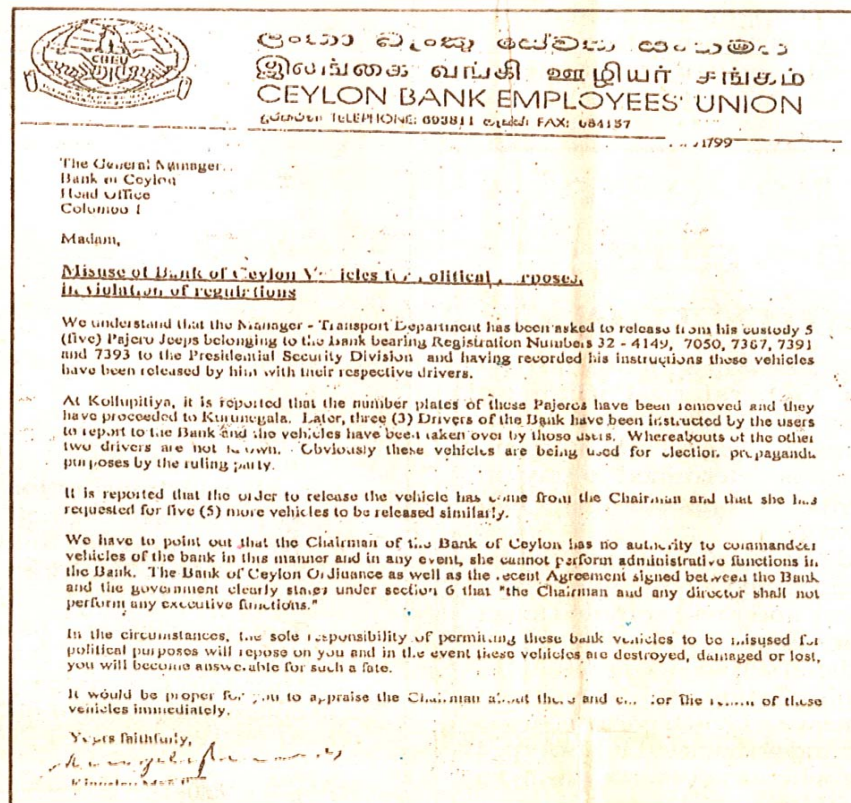 CBEU
ලංකා බැංකු සේවක සංගමය
இலங்கை வங்கி ஊழியர் சங்கம்
CEYLON BANK EMPLOYEES' UNION
TELEPHONE: FAX:
The General Manager
Bank of Ceylon
Head Office
Colombo 1
Madam,
Misuse of Bank of Ceylon for political
in violation of regulations
We understand that the Manager - Transport Department has been asked to release from his custody 5
(five) Pajero Jeeps belonging to the Bank bearing Registration Numbers 32 - 4149, 7050, 7367, 7391
and 7393 to the Presidential Security Division and having recorded his instructions these vehicles
have been released by him with their respective drivers.
At Kollupitiya, it is reported that the number plates of these Pajeros have been removed and they
have proceeded to Kurunegala. Later, three (3) Drivers of the Bank have been instructed by the users
to report to the Bank and the vehicles have been taken over by those users. Whereabouts of the other
two drivers are not known. Obviously these vehicles are being used for election propaganda
purposes by the ruling party.
It is reported that the order to release the vehicle has come from the Chairman and that she has
requested for five (5) more vehicles to be released similarly.
We have to point out that the Chairman of the Bank of Ceylon has no authority to commandeer
vehicles of the bank in this manner and in any event, she cannot perform administrative functions in
the Bank. The Bank of Ceylon Ordinance as well as the recent Agreement signed between the Bank
and the government clearly states under section 6 that "the Chairman and any director shall not
perform any executive functions."
In the circumstances, the sole responsibility of permitting these bank vehicles to be misused for
political purposes will repose on you and in the event these vehicles are destroyed, damaged or lost,
you will become answerable for such a fate.
It would be proper for you to appraise the Chairman about these and for the return of these
vehicles immediately.
Yours faithfully,